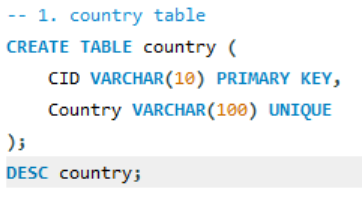 -- 1. country table
CREATE TABLE country (
    CID VARCHAR(10) PRIMARY KEY,
    Country VARCHAR(100) UNIQUE
);
DESC country;